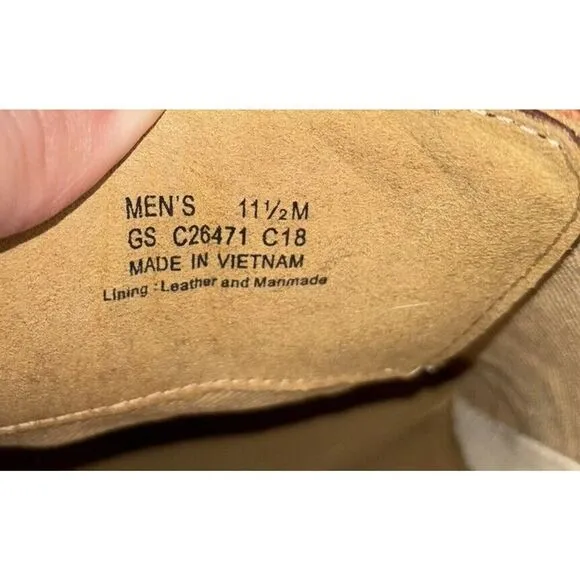 MEN'S 11½M
GS C26471 C18
MADE IN VIETNAM
Lining : Leather and Manmade